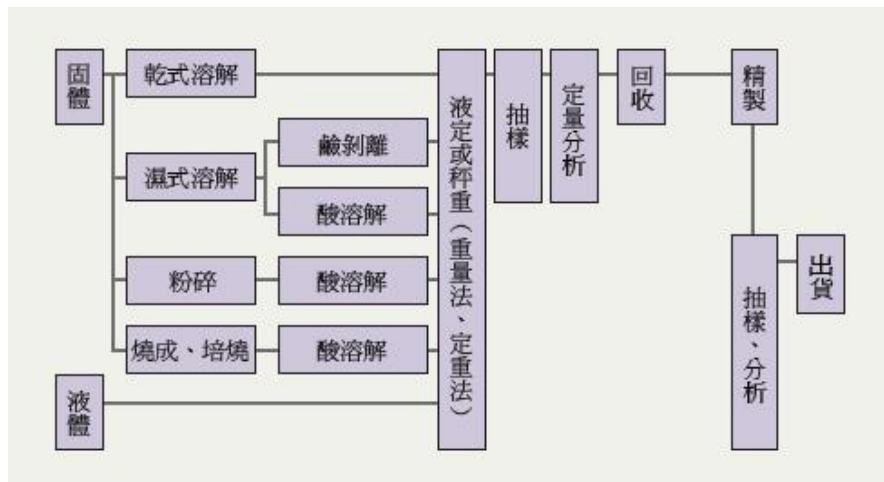 固體
乾式溶解
濕式溶解
鹼剝離
酸溶解
粉碎
酸溶解
燒成、培燒
酸溶解
液體
液定或秤重（重量法、定重法）
抽樣
定量分析
回收
精製
抽樣、分析
出貨